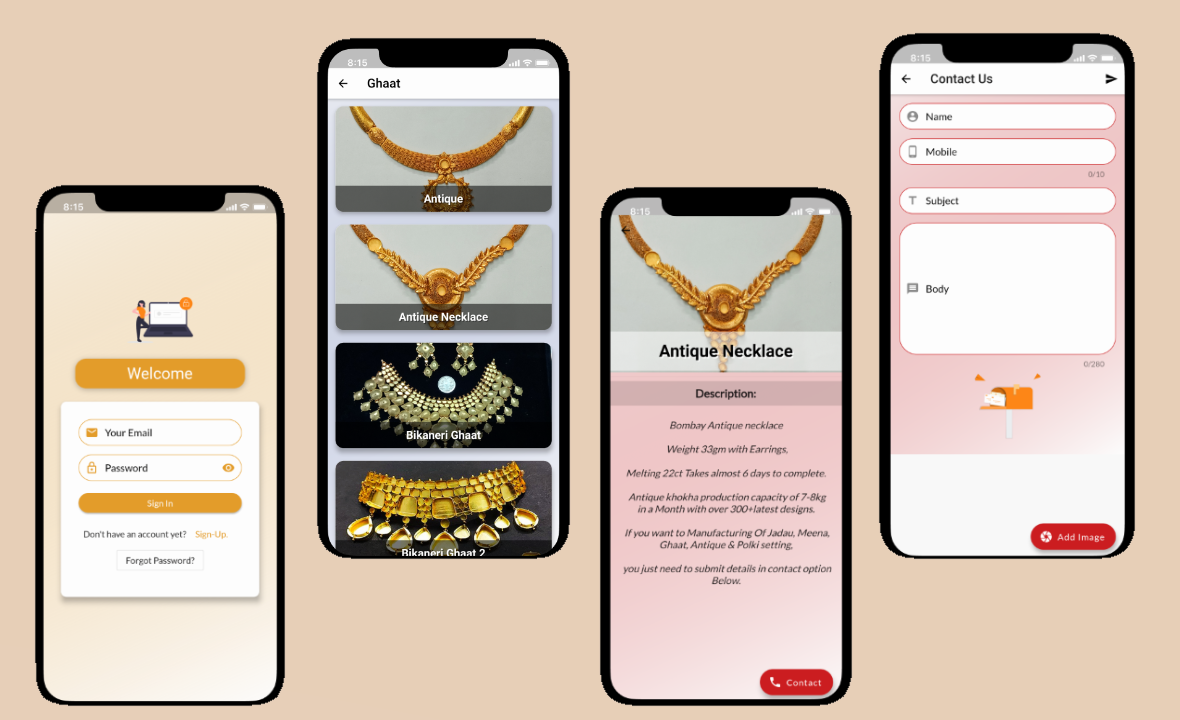 8:15
Welcome
Your Email
Password
Sign In
Don't have an account yet? Sign-Up.
Forgot Password?
8:15
Ghaat
Antique
Antique Necklace
Bikaneri Ghaat
Bikaneri Ghaat 2
8:15
Antique Necklace
Description:
Bombay Antique necklace
Weight 33gm with Earrings,
Melting 22ct Takes almost 6 days to complete.
Antique khokha production capacity of 7-8kg
in a Month with over 300+latest designs.
If you want to Manufacturing Of Jadau, Meena,
Ghaat, Antique & Polki setting,
you just need to submit details in contact option
Below.
Contact
8:15
Contact Us
Name
Mobile
0/10
T Subject
Body
0/280
Add Image